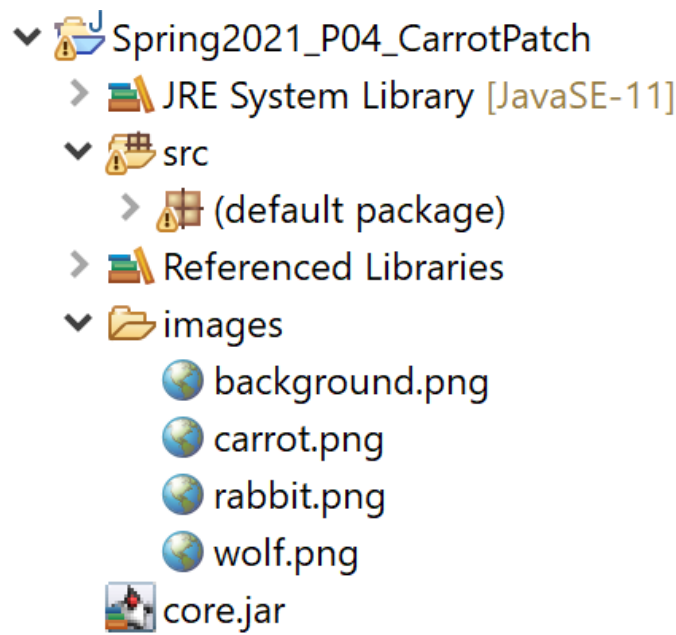 Spring2021_P04_CarrotPatch
JRE System Library [JavaSE-11]
src
(default package)
Referenced Libraries
images
background.png
carrot.png
rabbit.png
wolf.png
core.jar